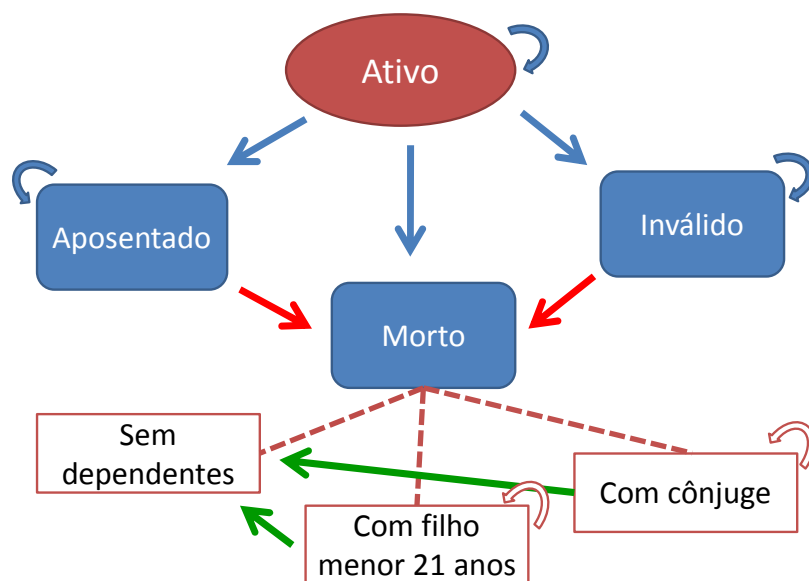 Ativo
Aposentado
Inválido
Morto
Sem
dependentes
Com cônjuge
Com filho
menor 21 anos